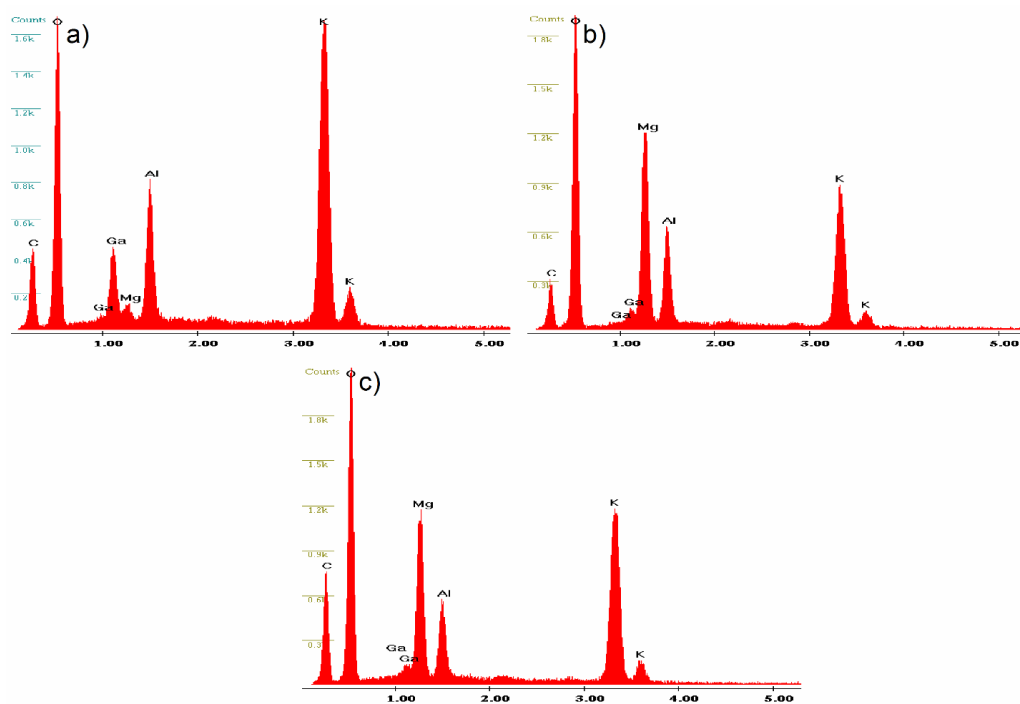 Counts
a)
O
K
1.6k
1.4k
1.2k
1.0k
0.8k
Al
0.6k
C
Ga
0.4k
Ga
Mg
K
0.2k
1.00
2.00
3.00
4.00
5.00
Counts
b)
O
1.8k
1.5k
1.2k
Mg
0.9k
K
0.6k
Al
C
0.3k
Ga
Ga
K
1.00
2.00
3.00
4.00
5.00
Counts
c)
O
1.8k
1.5k
1.2k
Mg
K
0.9k
C
0.6k
Al
0.3k
Ga
Ga
K
1.00
2.00
3.00
4.00
5.00